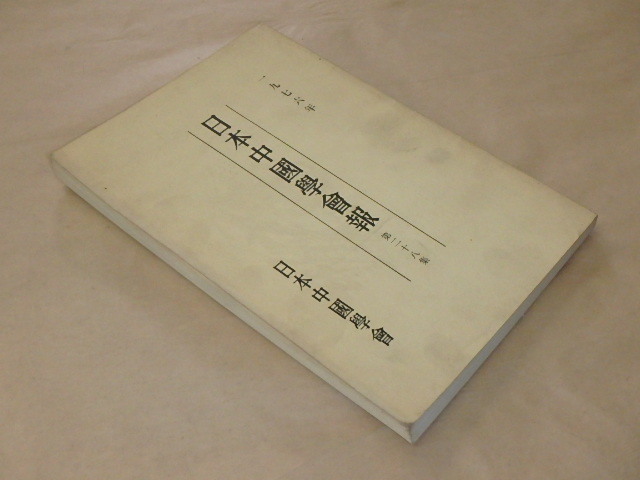 一九七六年
日本中國學會報 第二十八集
日本中國學會